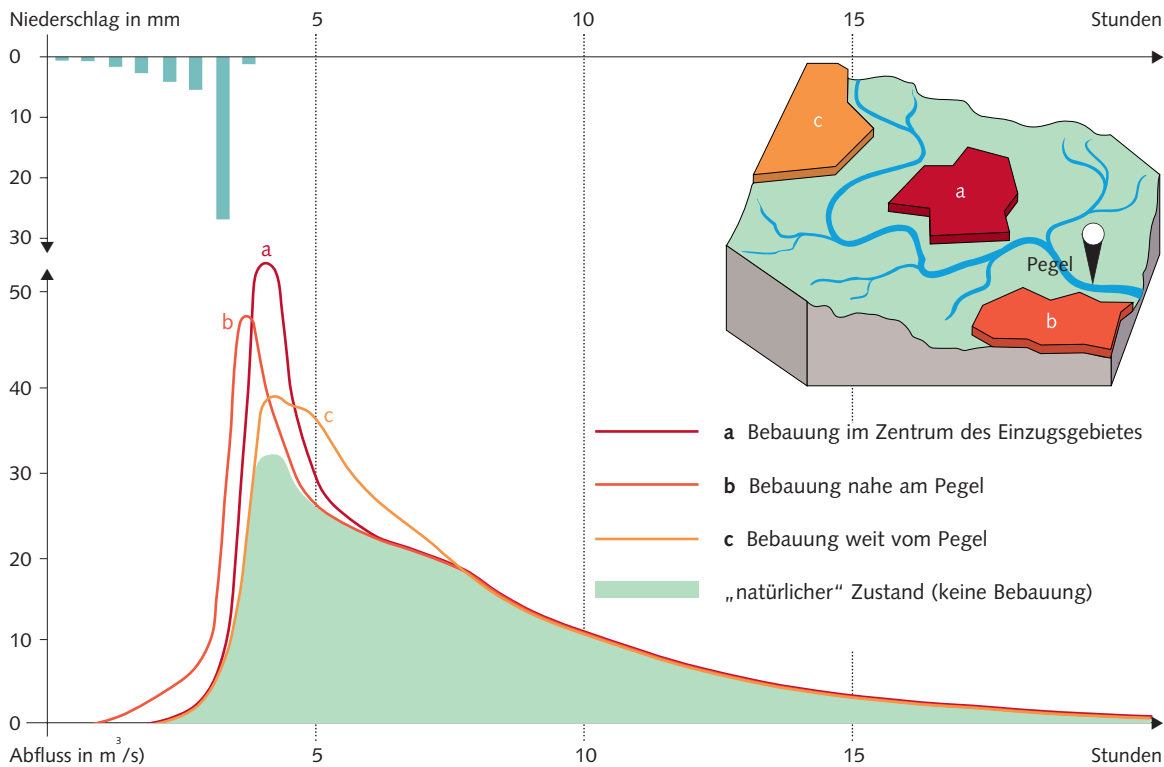 Niederschlag in mm 5 10 15 Stunden
0
10
20
30
50
40
30
20
10
0
a
b
c
c
a
Pegel
b
a Bebauung im Zentrum des Einzugsgebietes
b Bebauung nahe am Pegel
c Bebauung weit vom Pegel
„natürlicher“ Zustand (keine Bebauung)
Abfluss in m³/s) 5 10 15 Stunden